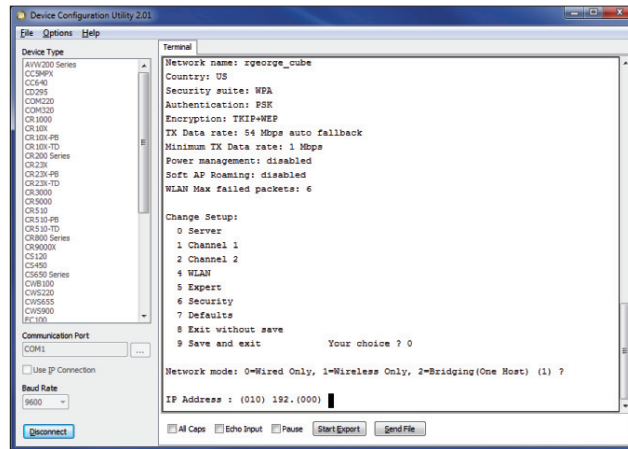 Device Configuration Utility 2.01
File Options Help
Device Type
AVW200 Series
CC5MPX
CC640
CD295
COM220
COM320
CR1000
CR10X
CR10X-PB
CR10X-TD
CR200 Series
CR23X
CR23X-PB
CR23X-TD
CR3000
CR5000
CR510
CR510-PB
CR510-TD
CR800 Series
CR9000X
CS120
CS450
CS650 Series
CWB100
CWS220
CWS655
CWS900
EC100
Communication Port
COM1
...
Use IP Connection
Baud Rate
9600
Disconnect
Terminal
Network name: rgeorge_cube
Country: US
Security suite: WPA
Authentication: PSK
Encryption: TKIP+WEP
TX Data rate: 54 Mbps auto fallback
Minimum TX Data rate: 1 Mbps
Power management: disabled
Soft AP Roaming: disabled
WLAN Max failed packets: 6
Change Setup:
0 Server
1 Channel 1
2 Channel 2
4 WLAN
5 Expert
6 Security
7 Defaults
8 Exit without save
9 Save and exit Your choice ? 0
Network mode: 0=Wired Only, 1=Wireless Only, 2=Bridging(One Host) (1) ?
IP Address : (010) 192.(000)
All Caps Echo Input Pause Start Export Send File